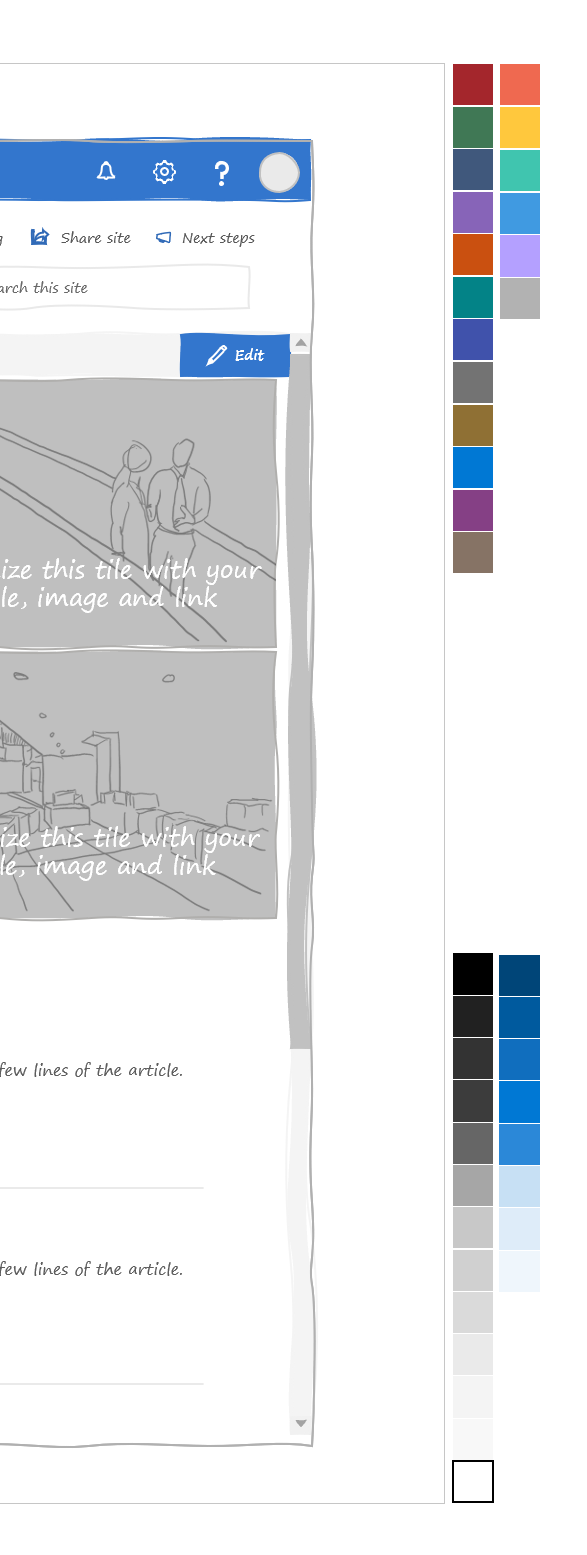 Share site
Next steps
arch this site
Edit
ize this tile with your
le, image and link
ize this tile with your
le, image and link
few lines of the article.
few lines of the article.